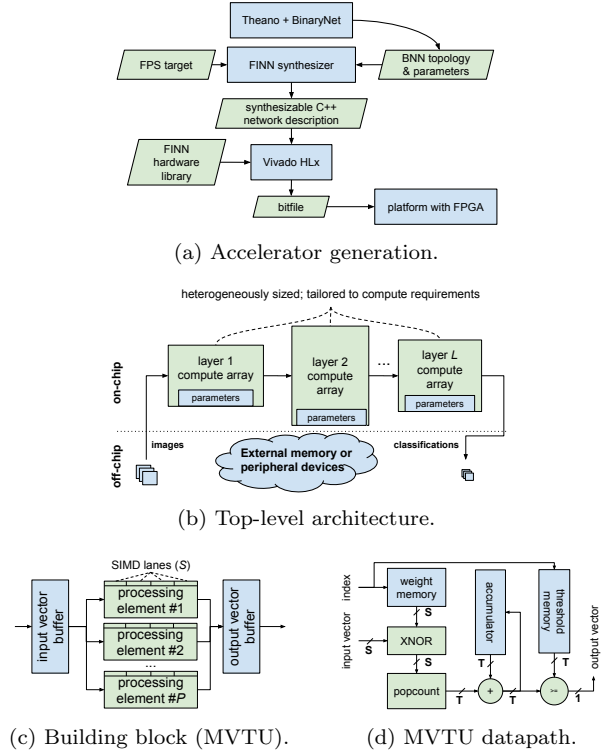 Theano + BinaryNet
FPS target
FINN synthesizer
BNN topology
& parameters
synthesizable C++
network description
FINN
hardware
library
Vivado HLx
bitfile
platform with FPGA
(a) Accelerator generation.
heterogeneously sized; tailored to compute requirements
on-chip
layer 1
compute array
parameters
layer 2
compute
array
parameters
...
layer L
compute
array
parameters
off-chip
images
External memory or
peripheral devices
classifications
(b) Top-level architecture.
SIMD lanes (S)
input vector
buffer
processing
element #1
processing
element #2
...
processing
element #P
output vector
buffer
(c) Building block (MVTU).
index
input vector
weight
memory
S
S
XNOR
S
popcount
T
accumulator
T
+
T
threshold
memory
T
>=
1
output vector
(d) MVTU datapath.